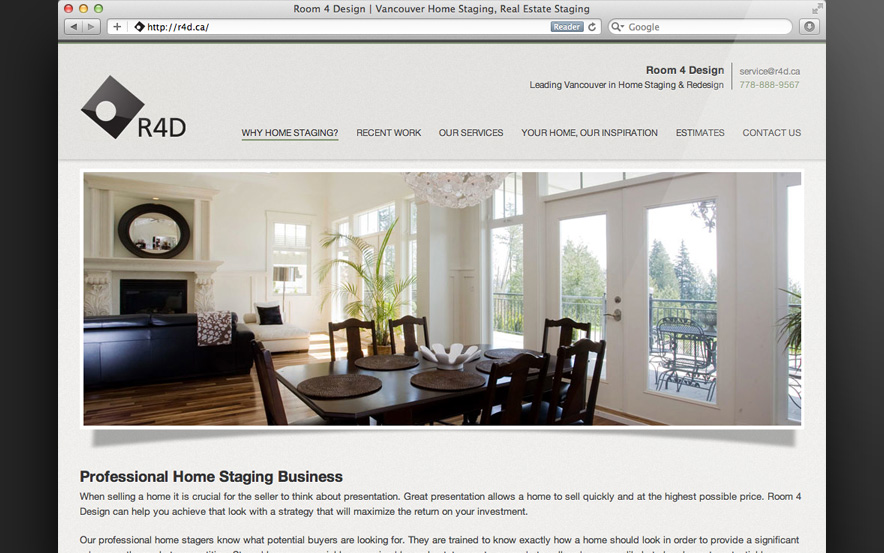 Room 4 Design | Vancouver Home Staging, Real Estate Staging
http://r4d.ca/
Reader
Google
Room 4 Design
service@r4d.ca
Leading Vancouver in Home Staging & Redesign
778-888-9567
R4D
WHY HOME STAGING?
RECENT WORK
OUR SERVICES
YOUR HOME, OUR INSPIRATION
ESTIMATES
CONTACT US
Professional Home Staging Business
When selling a home it is crucial for the seller to think about presentation. Great presentation allows a home to sell quickly and at the highest possible price. Room 4
Design can help you achieve that look with a strategy that will maximize the return on your investment.
Our professional home stagers know what potential buyers are looking for. They are trained to know exactly how a home should look in order to provide a significant